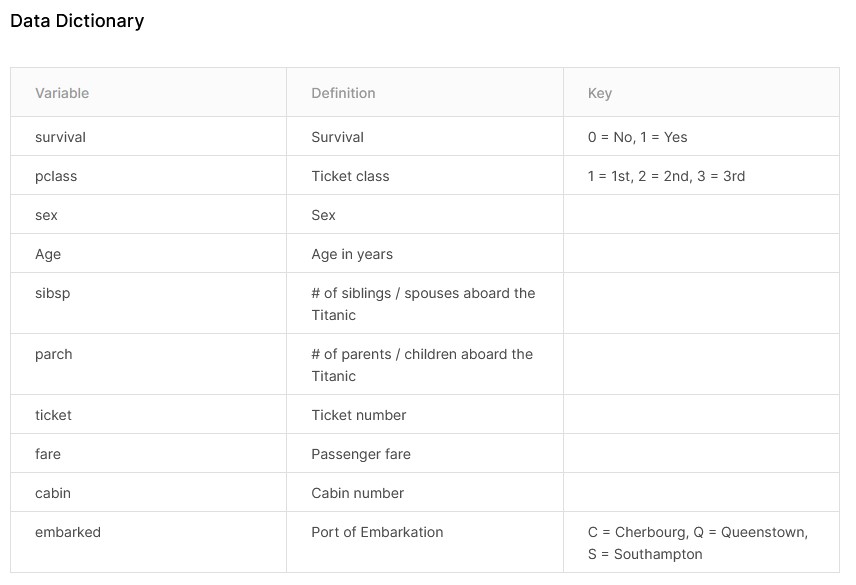 Data Dictionary
Variable Definition Key
survival Survival 0 = No, 1 = Yes
pclass Ticket class 1 = 1st, 2 = 2nd, 3 = 3rd
sex Sex
Age Age in years
sibsp # of siblings / spouses aboard the
Titanic
parch # of parents / children aboard the
Titanic
ticket Ticket number
fare Passenger fare
cabin Cabin number
embarked Port of Embarkation C = Cherbourg, Q = Queenstown,
S = Southampton